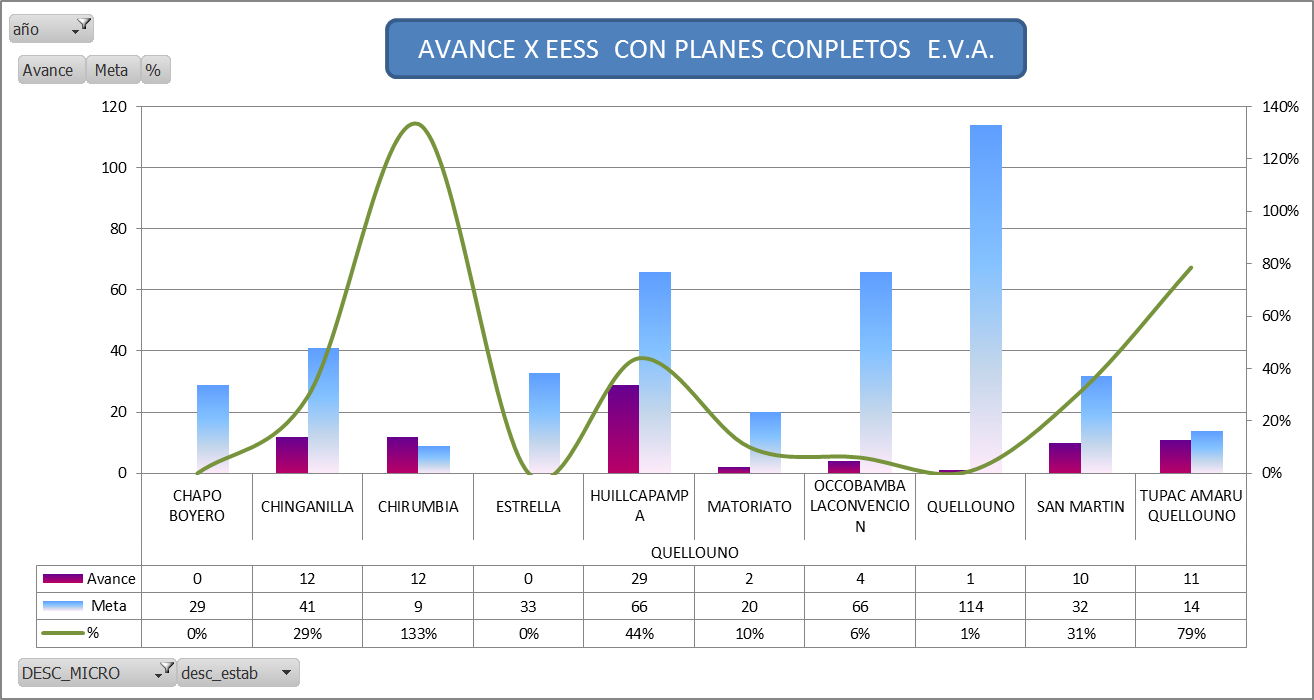 año
AVANCE X EESS CON PLANES CONPLETOS E.V.A.
Avance Meta %
120 140%
120%
100
100%
80
80%
60
60%
40
40%
20
20%
0 0%
CHAPO BOYERO
CHINGANILLA
CHIRUMBIA
ESTRELLA
HUILLCAPAMP
A
MATORIATO
OCCOBAMBA
LACONVENCIO
N
QUELLOUNO
SAN MARTIN
TUPAC AMARU
QUELLOUNO
QUELLOUNO
Avance 0 12 12 0 29 2 4 1 10 11
Meta 29 41 9 33 66 20 66 114 32 14
% 0% 29% 133% 0% 44% 10% 6% 1% 31% 79%
DESC_MICRO desc_estab